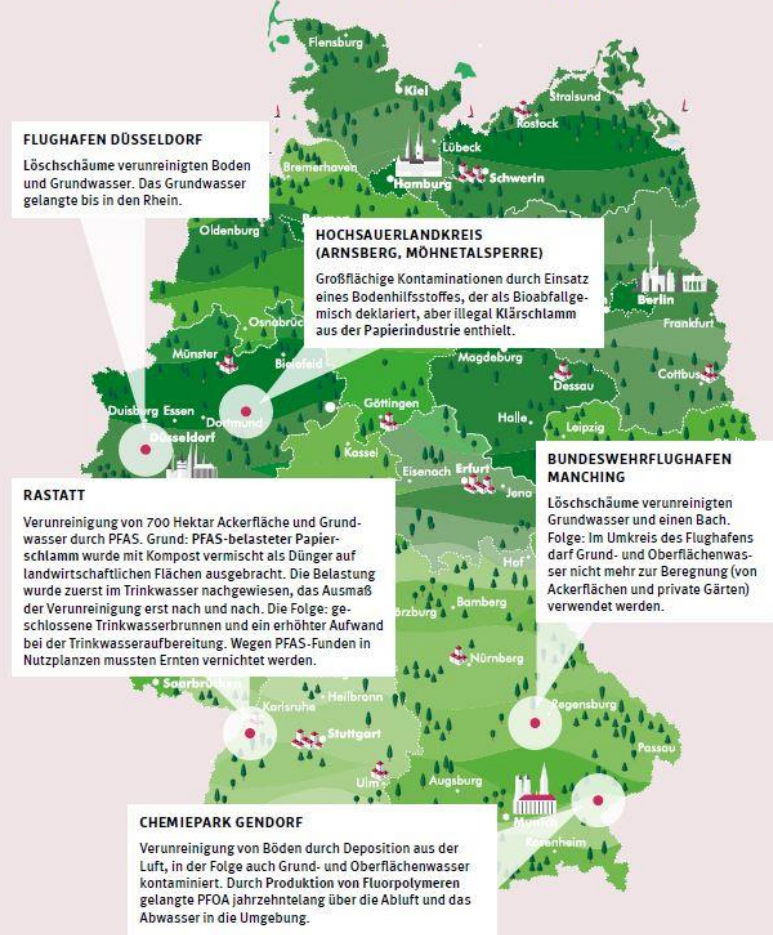 Flensburg
Kiel
Stralsund
Rostock
Lübeck
FLUGHAFEN DÜSSELDORF
Löschschäume verunreinigten Boden
und Grundwasser. Das Grundwasser
gelangte bis in den Rhein.
Bremerhaven
Hamburg
Schwerin
Oldenburg
HOCHSAUERLANDKREIS
(ARNSBERG, MÖHNETALSPERRE)
Großflächige Kontaminationen durch Einsatz
eines Bodenhilfsstoffes, der als Bioabfallge-
misch deklariert, aber illegal Klärschlamm
aus der Papierindustrie enthielt.
Berlin
Frankfurt
Osnabrüc
Münster
Bielefeld
Magdeburg
Dessau
Cottbus
Duisburg Essen
Dortmund
Düsseldorf
Göttingen
Halle
Leipzig
Kassel
Eisenach
Erfurt
Jena
BUNDESWEHRFLUGHAFEN
MANCHING
Löschschäume verunreinigten
Grundwasser und einen Bach.
Folge: Im Umkreis des Flughafens
darf Grund- und Oberflächenwas-
ser nicht mehr zur Beregnung (von
Ackerflächen und private Gärten)
verwendet werden.
RASTATT
Verunreinigung von 700 Hektar Ackerfläche und Grund-
wasser durch PFAS. Grund: PFAS-belasteter Papier-
schlamm wurde mit Kompost vermischt als Dünger auf
landwirtschaftlichen Flächen ausgebracht. Die Belastung
wurde zuerst im Trinkwasser nachgewiesen, das Ausmaß
der Verunreinigung erst nach und nach. Die Folge: ge-
schlossene Trinkwasserbrunnen und ein erhöhter Aufwand
bei der Trinkwasseraufbereitung. Wegen PFAS-Funden in
Nutzplanzen mussten Ernten vernichtet werden.
Hof
Bamberg
rzburg
Nürnberg
Saarbrücken
Heilbronn
Karlsruhe
Stuttgart
Regensburg
Passau
Ulm
Augsburg
Munich
Rosenheim
CHEMIEPARK GENDORF
Verunreinigung von Böden durch Deposition aus der
Luft, in der Folge auch Grund- und Oberflächenwasser
kontaminiert. Durch Produktion von Fluorpolymeren
gelangte PFOA jahrzehntelang über die Abluft und das
Abwasser in die Umgebung.